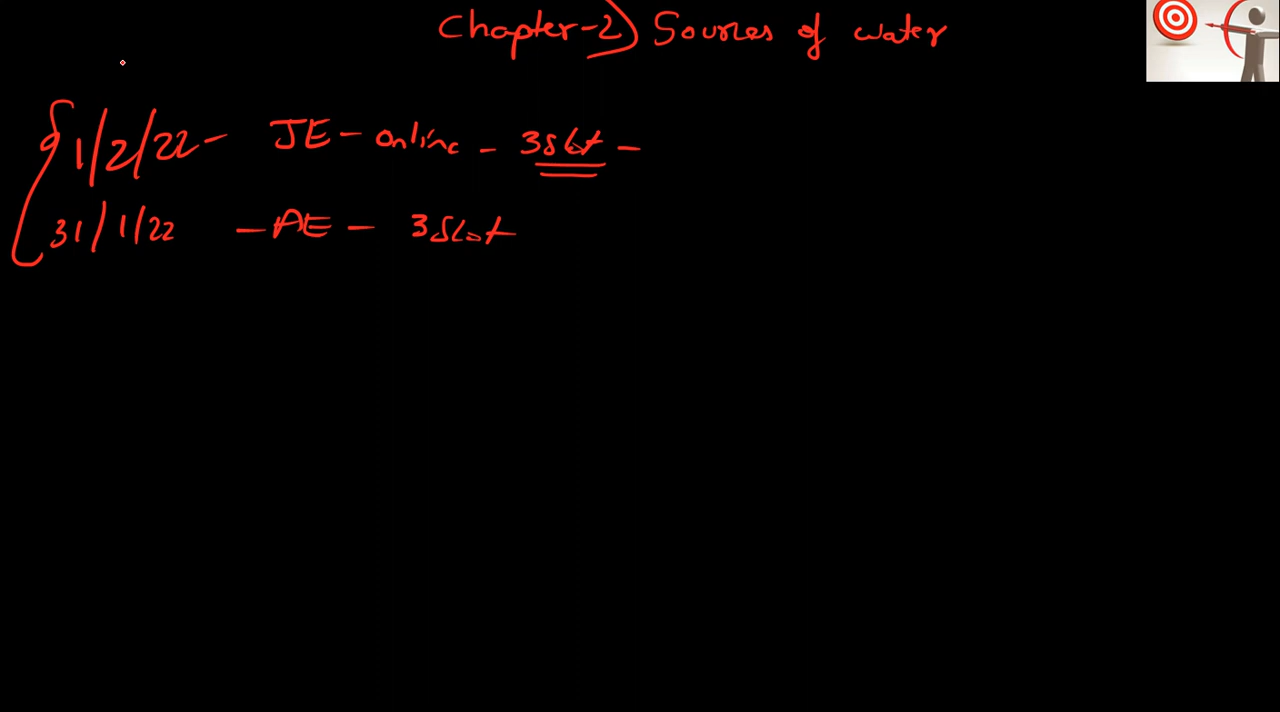 Chapter-2) Sources of water
1/2/22 - JE - online - 3slot -
31/1/22 - AE - 3slot